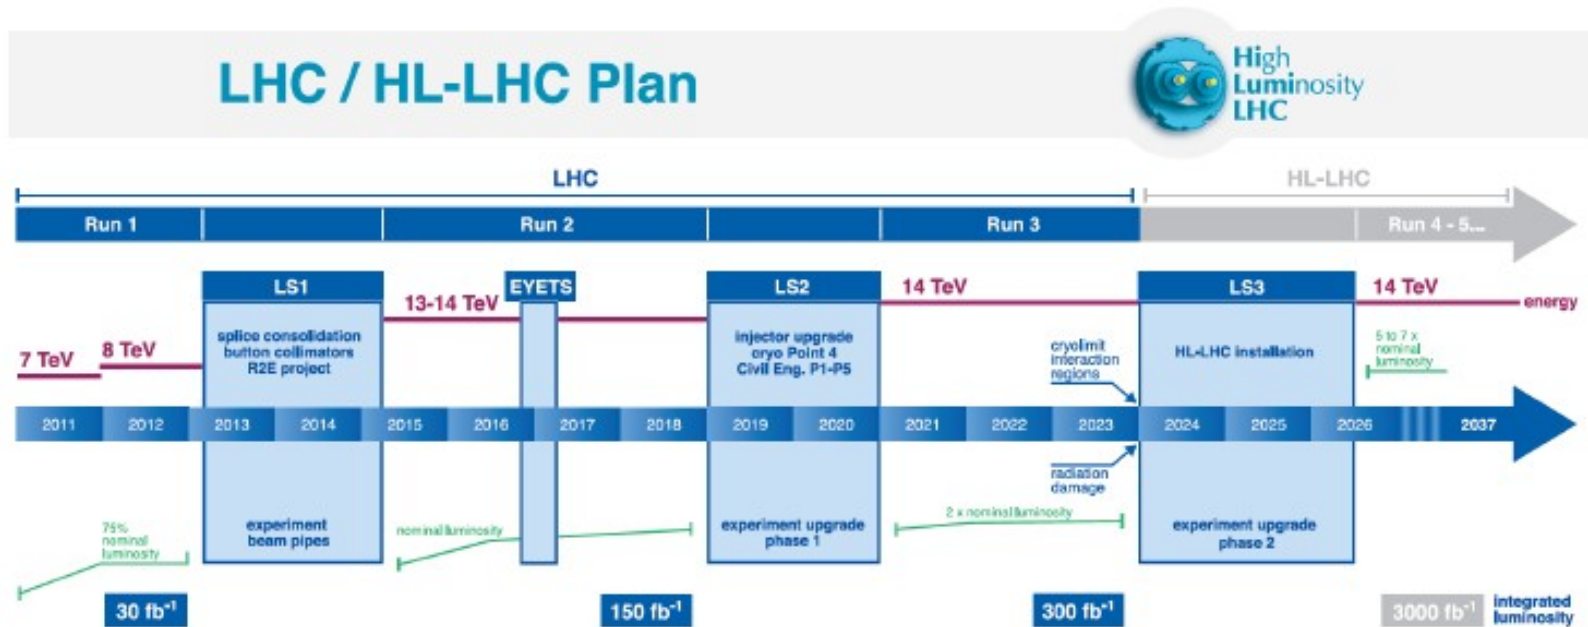 LHC / HL-LHC Plan
High
Luminosity
LHC
LHC
HL-LHC
Run 1
Run 2
Run 3
Run 4 - 5...
LS1
EYETS
LS2
LS3
13-14 TeV
14 TeV
14 TeV
energy
7 TeV
8 TeV
splice consolidation
button collimators
R2E project
injector upgrade
cryo Point 4
Civil Eng. P1-P5
cryolimit
interaction
regions
HL-LHC installation
5 to 7 x
nominal
luminosity
2011
2012
2013
2014
2015
2016
2017
2018
2019
2020
2021
2022
2023
2024
2025
2026
2037
radiation
damage
75%
nominal
luminosity
experiment
beam pipes
nominal luminosity
experiment upgrade
phase 1
2 x nominal luminosity
experiment upgrade
phase 2
30 fb⁻¹
150 fb⁻¹
300 fb⁻¹
3000 fb⁻¹
integrated
luminosity